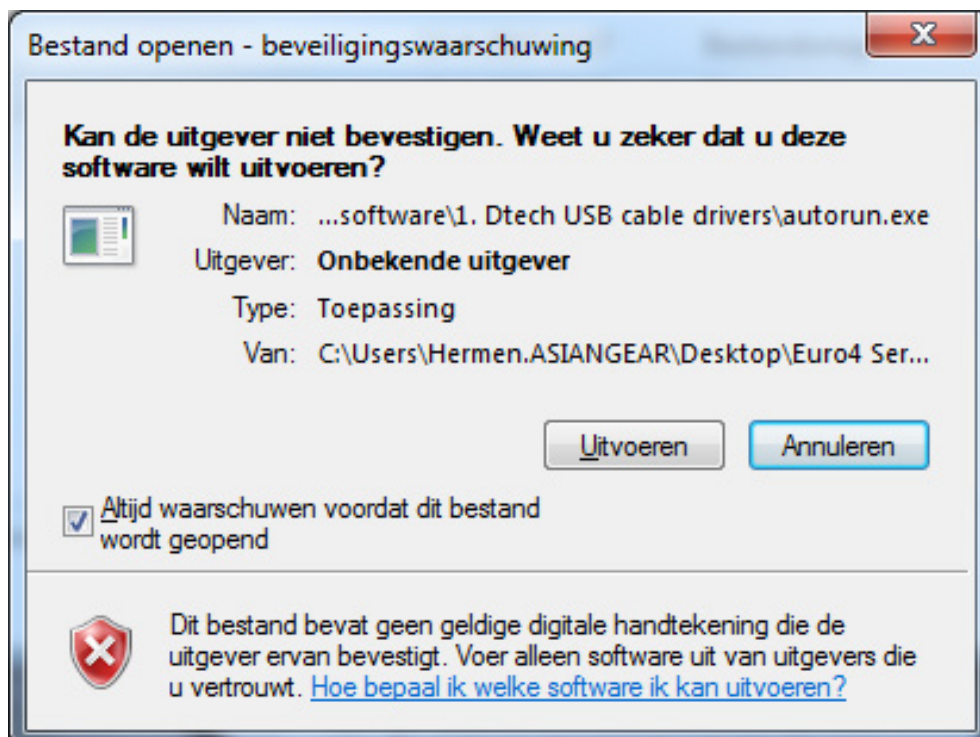 Bestand openen - beveiligingswaarschuwing
Kan de uitgever niet bevestigen. Weet u zeker dat u deze
software wilt uitvoeren?
Naam: ...software\1. Dtech USB cable drivers\autorun.exe
Uitgever: Onbekende uitgever
Type: Toepassing
Van: C:\Users\Hermen.ASIANGEAR\Desktop\Euro4 Ser...
Uitvoeren Annuleren
Altijd waarschuwen voordat dit bestand
wordt geopend
Dit bestand bevat geen geldige digitale handtekening die de
uitgever ervan bevestigt. Voer alleen software uit van uitgevers die
u vertrouwt. Hoe bepaal ik welke software ik kan uitvoeren?